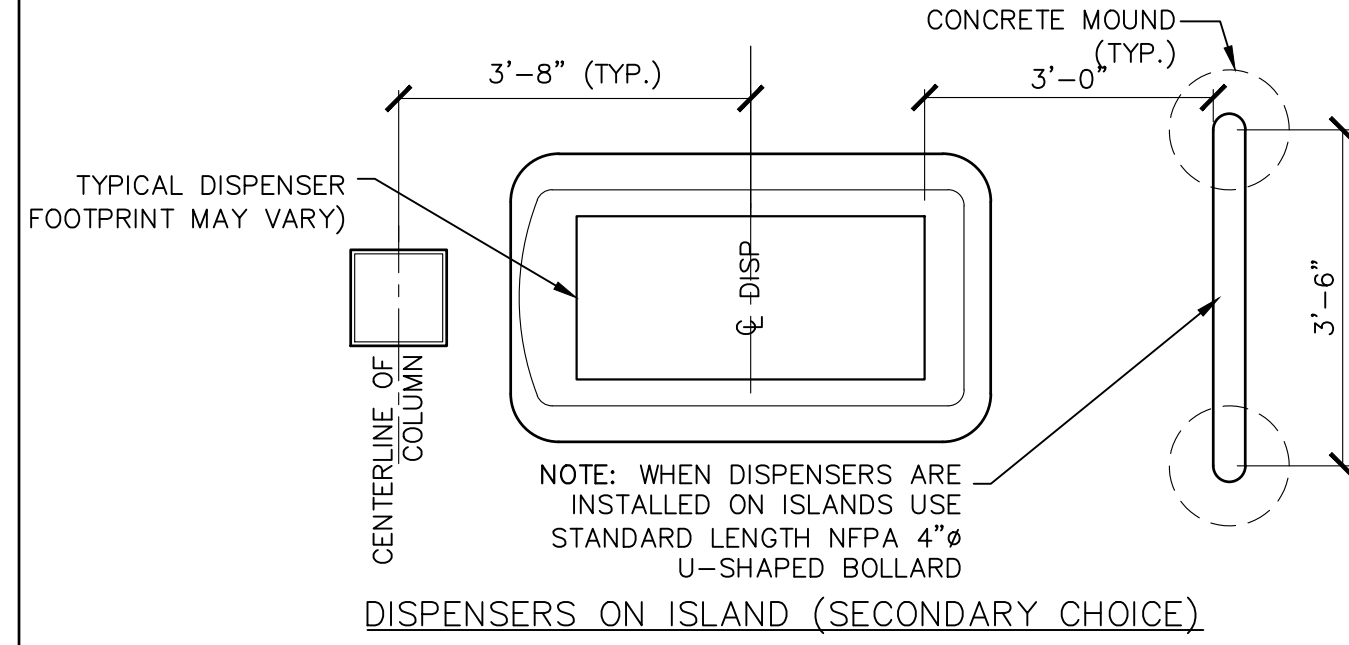 CONCRETE MOUND
(TYP.)
3'-8" (TYP.)
3'-0"
TYPICAL DISPENSER
FOOTPRINT MAY VARY)
℄ DISP
3'-6"
CENTERLINE OF
COLUMN
NOTE: WHEN DISPENSERS ARE
INSTALLED ON ISLANDS USE
STANDARD LENGTH NFPA 4"ø
U-SHAPED BOLLARD
DISPENSERS ON ISLAND (SECONDARY CHOICE)